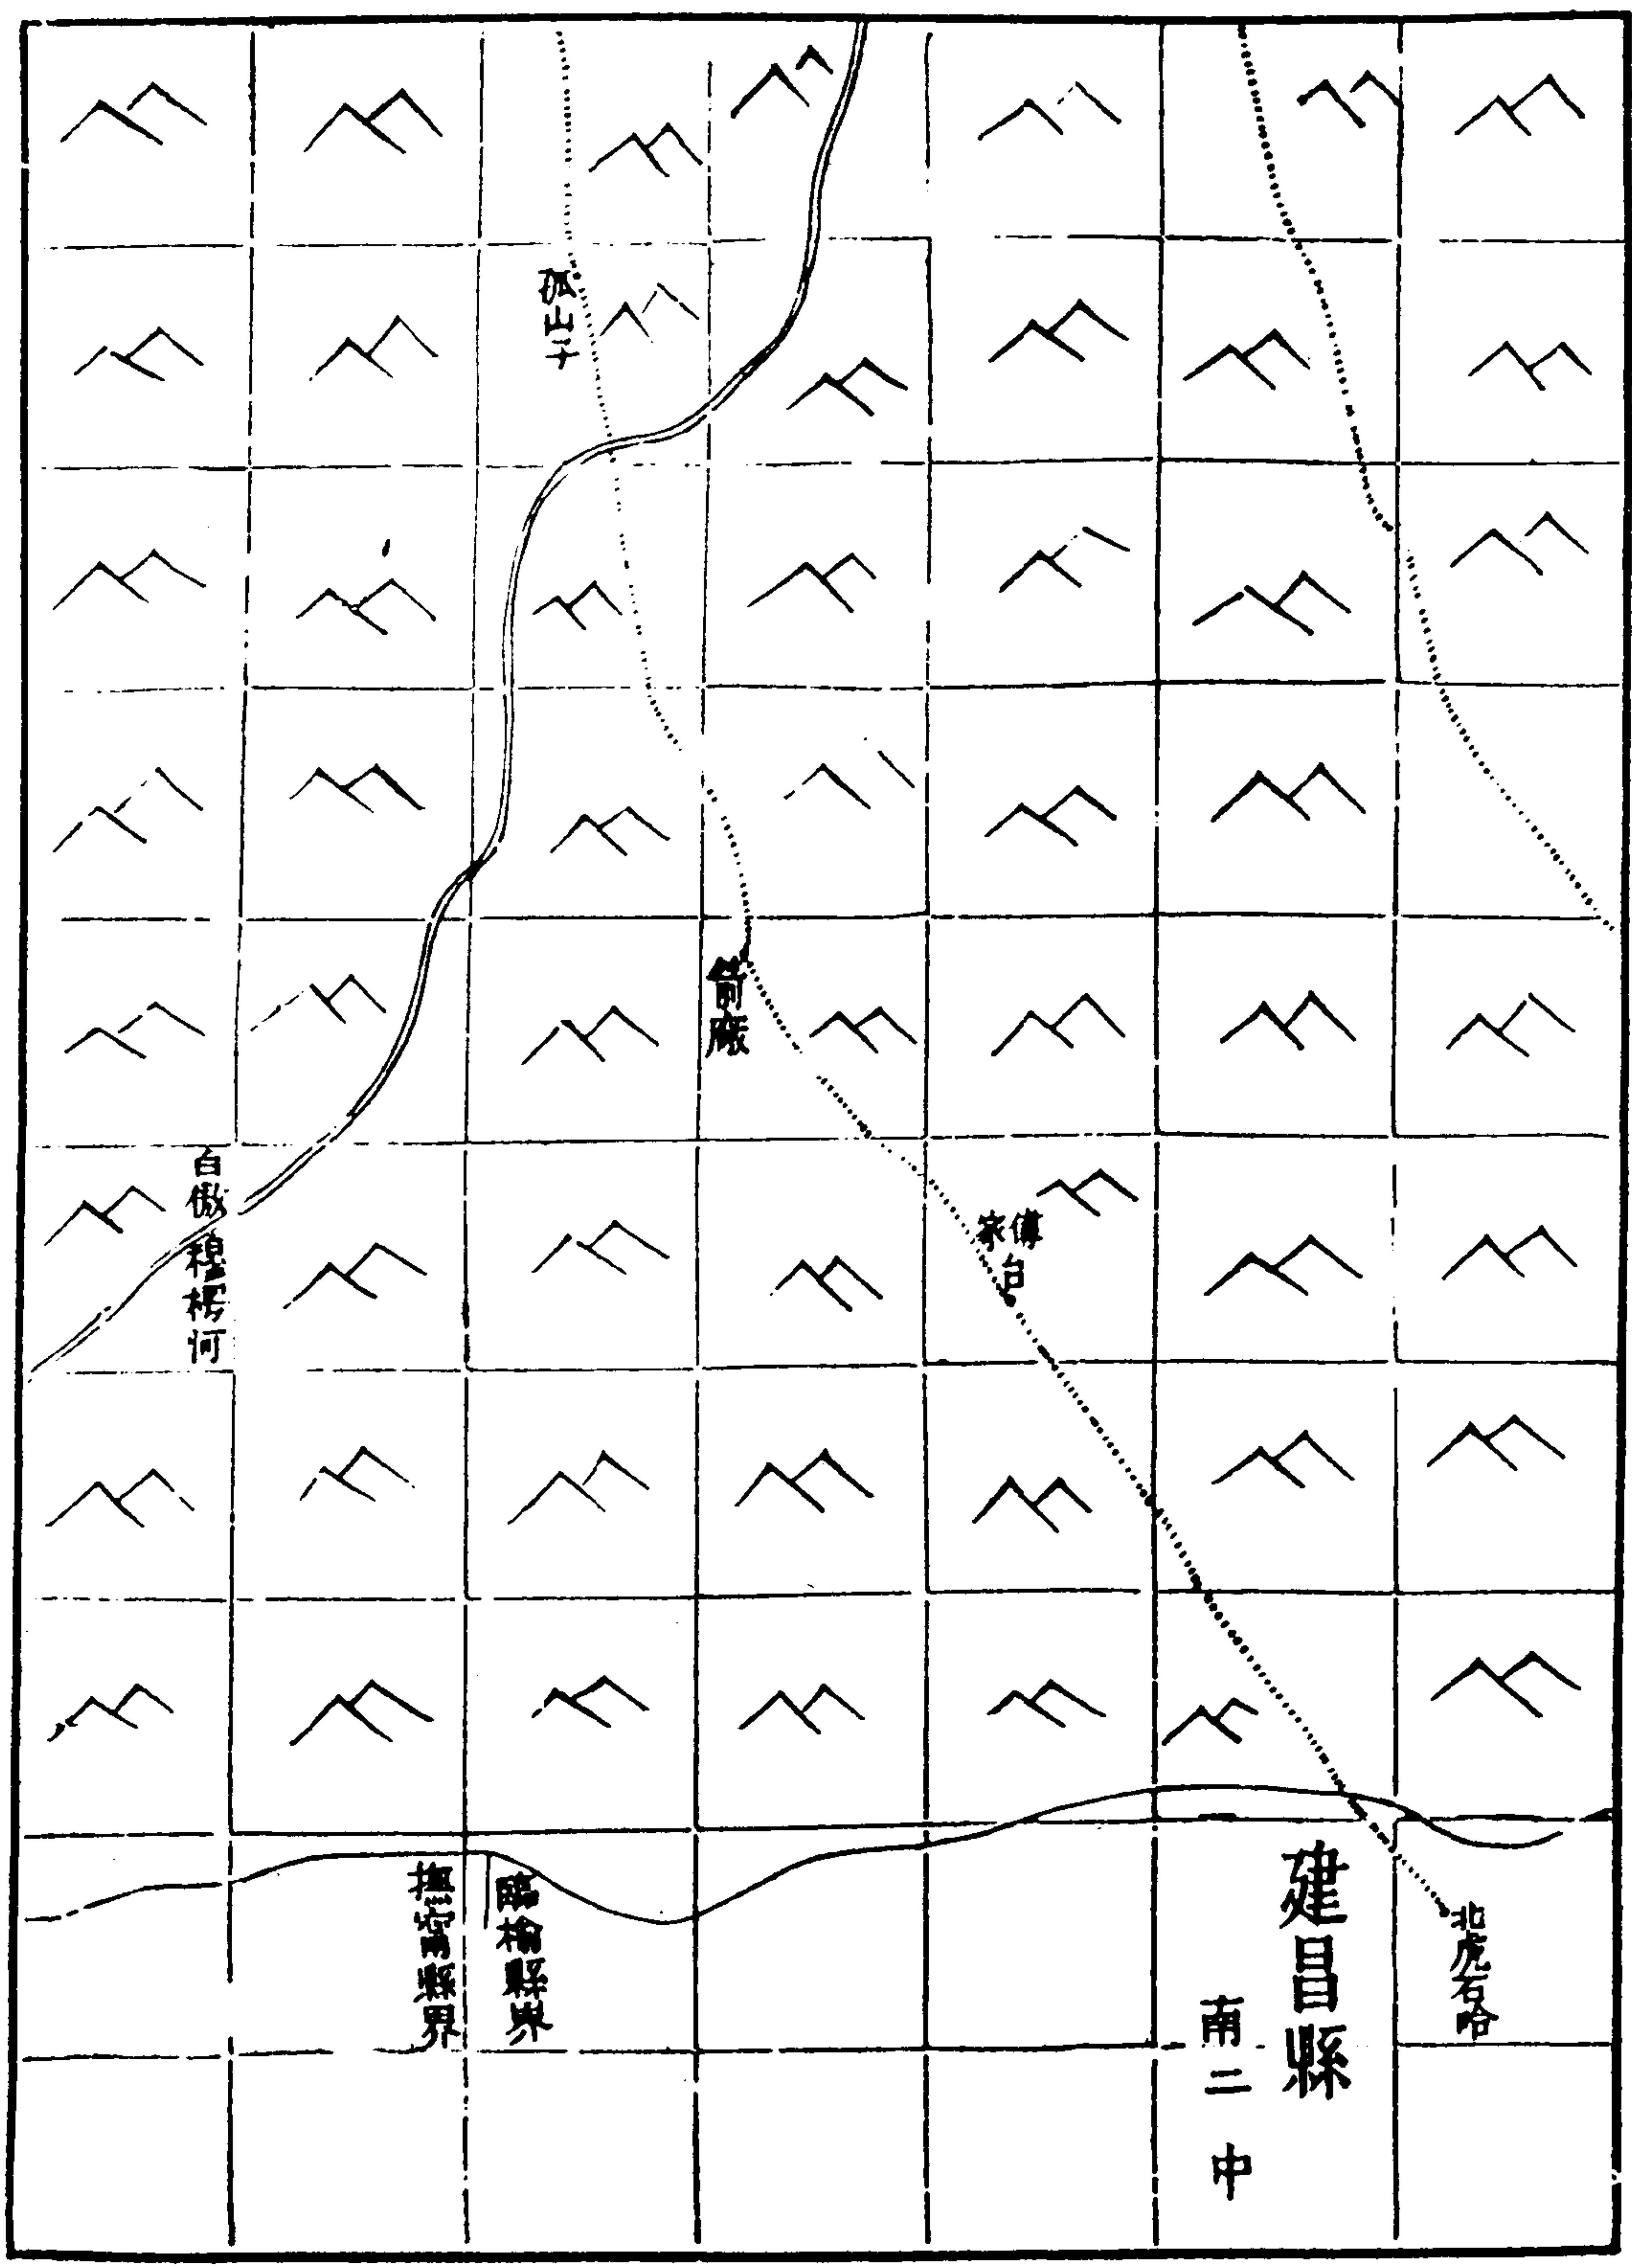 建昌縣
南二 中
北虎石哈
傅家台
箭廠
孤山子
臨榆縣界
撫甯縣界
白傲穆楞河